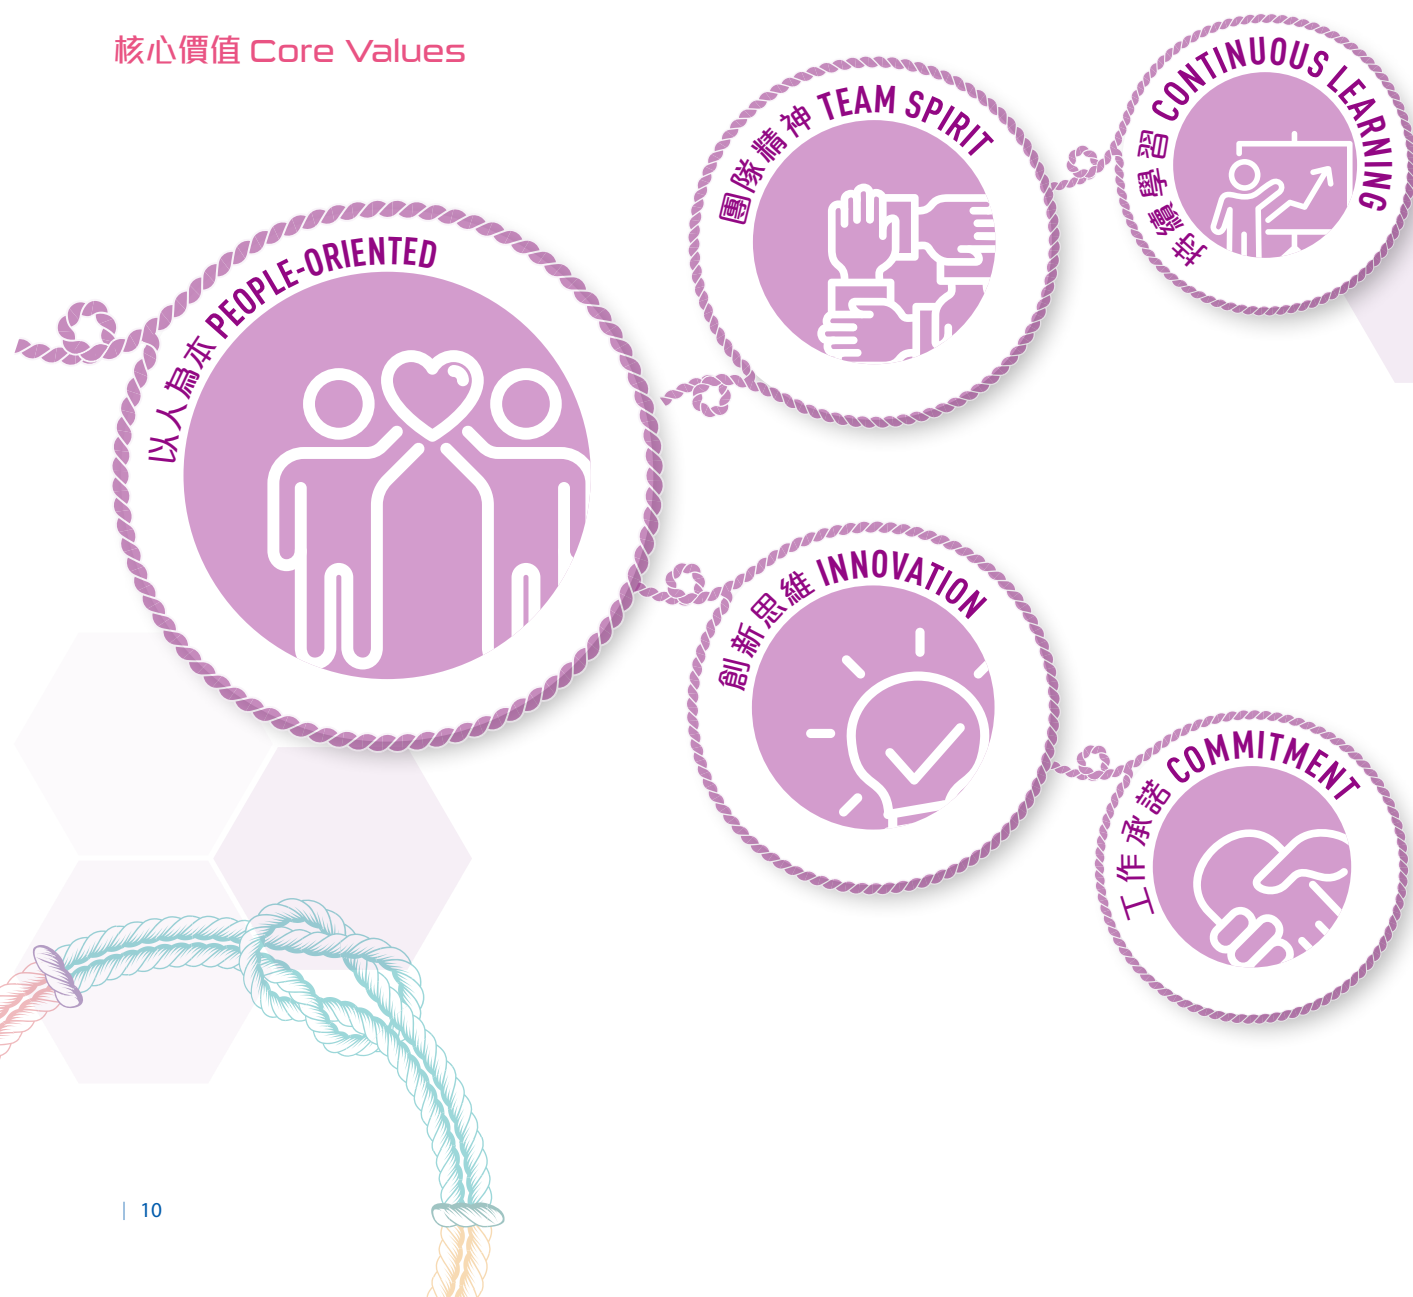 核心價值 Core Values
以人為本 PEOPLE-ORIENTED
團隊精神 TEAM SPIRIT
持續學習 CONTINUOUS LEARNING
創新思維 INNOVATION
工作承諾 COMMITMENT
| 10